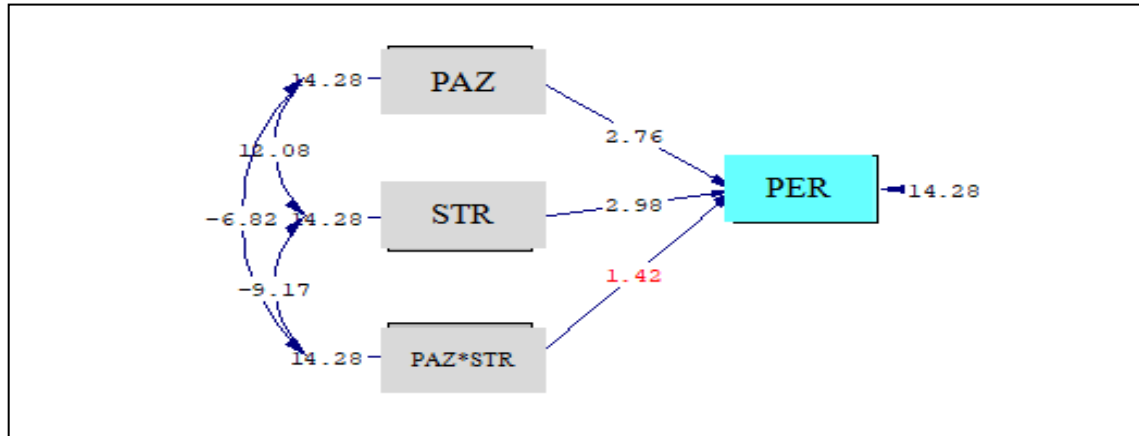 14.28 PAZ
2.76
12.08
PER 14.28
-6.82 14.28 STR 2.98
1.42
-9.17
14.28 PAZ*STR